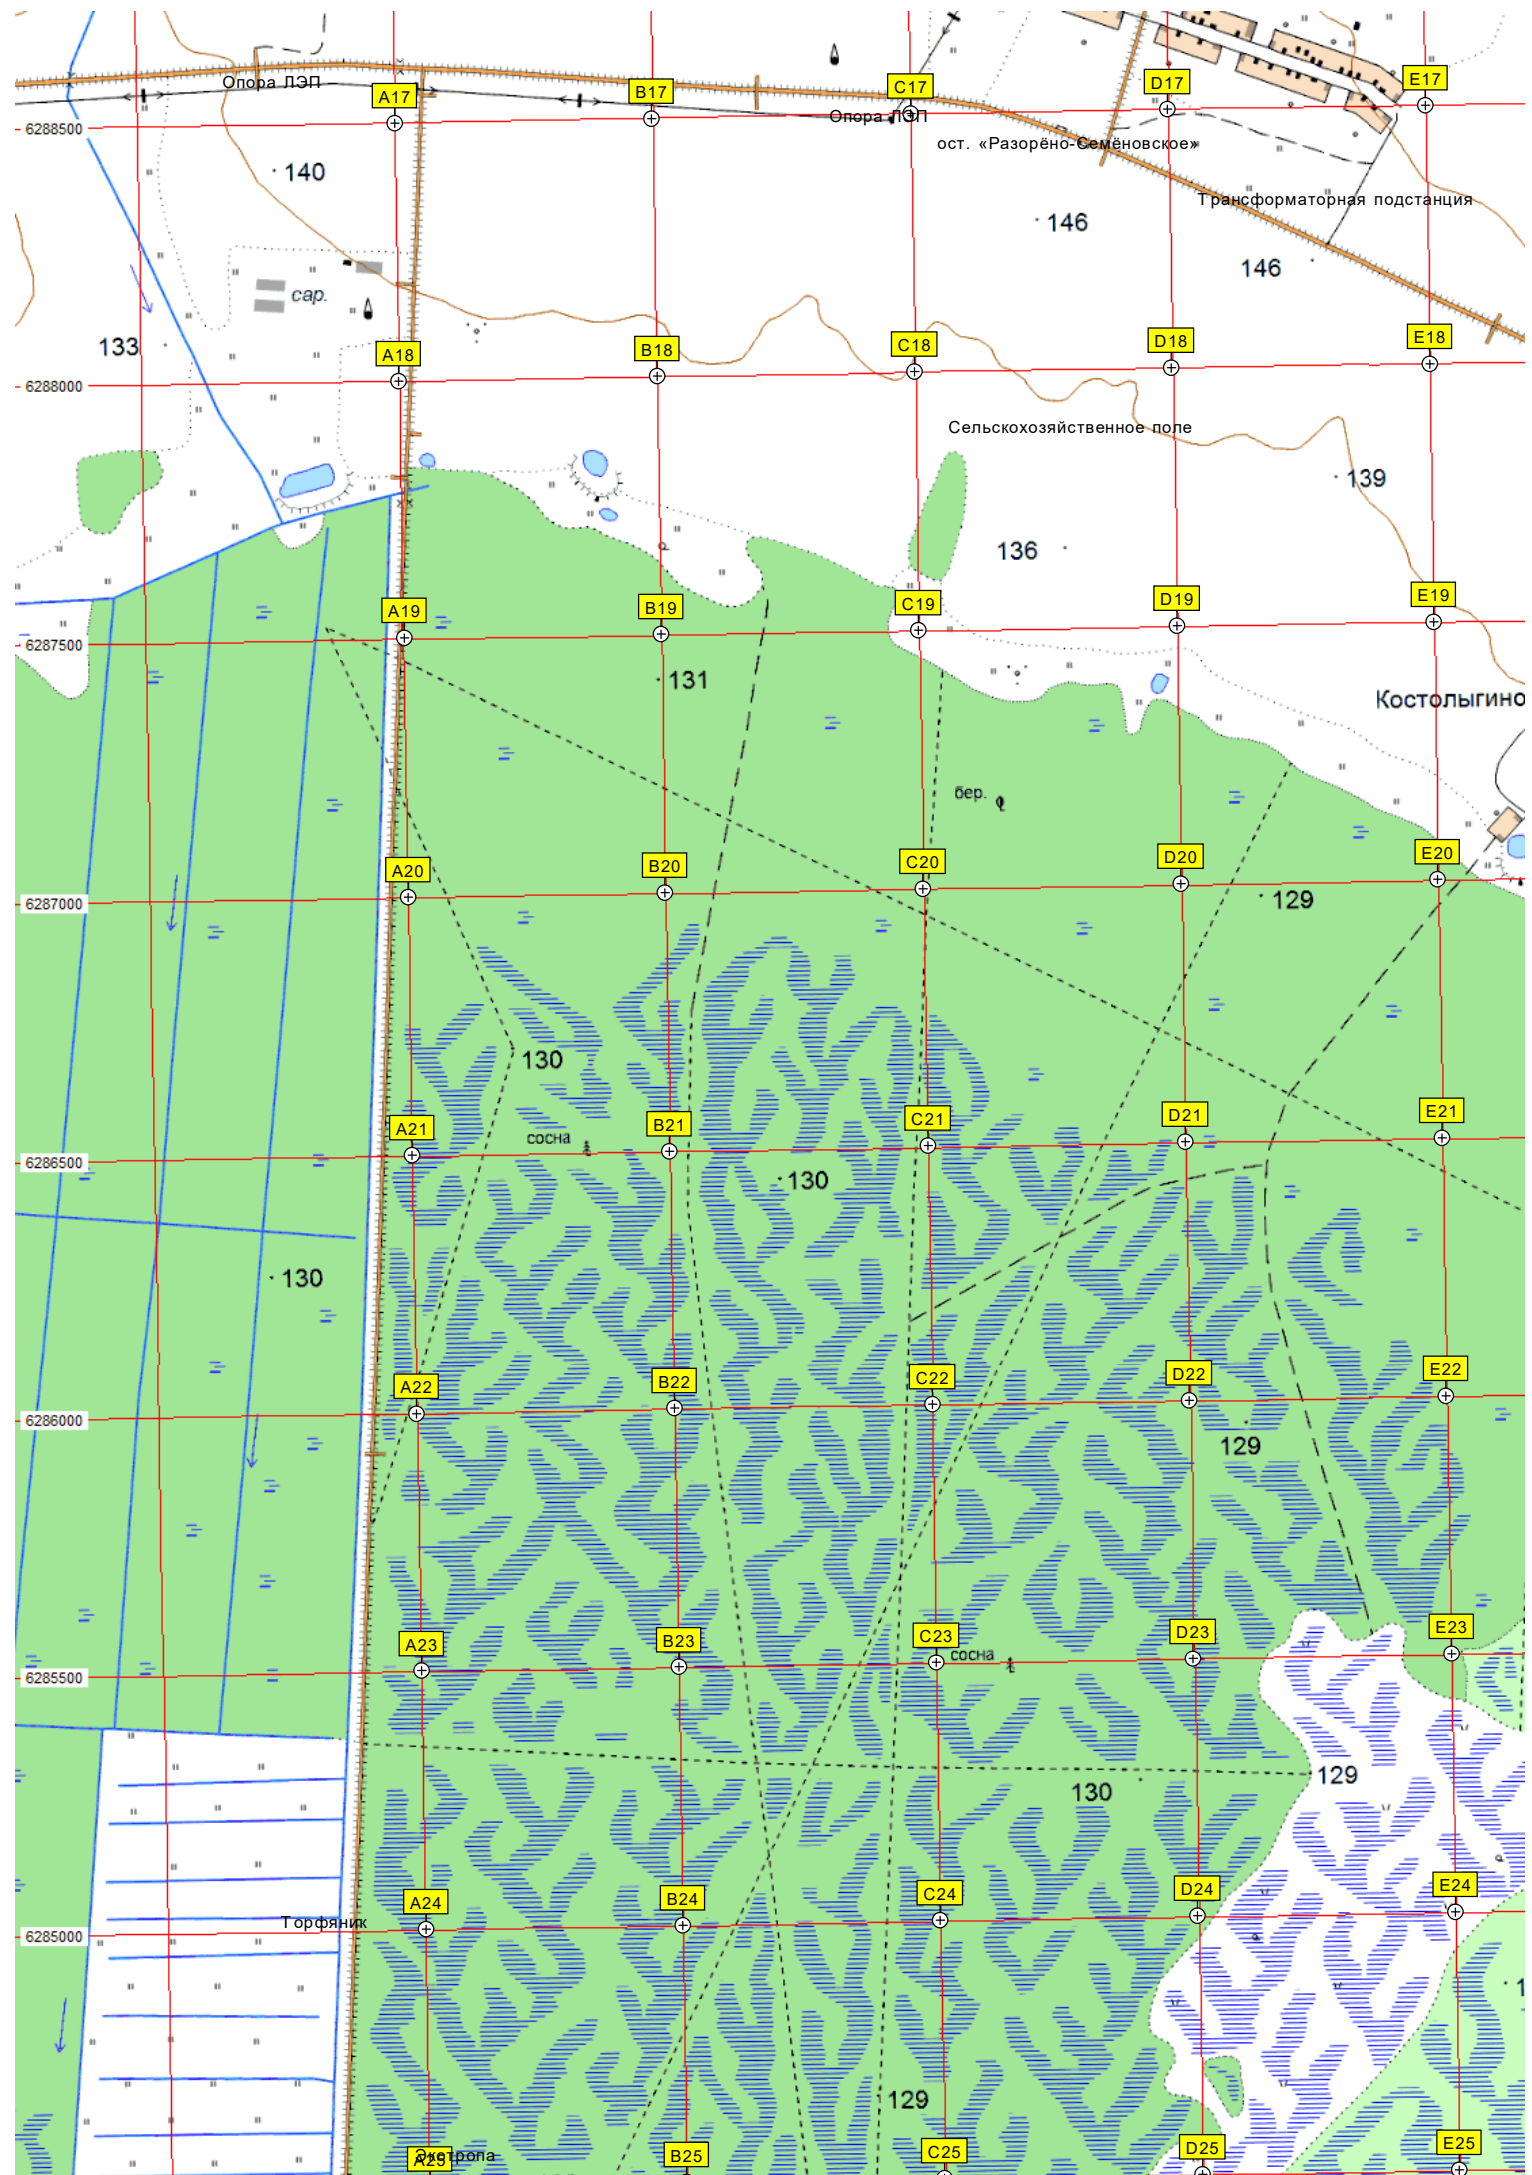 E17
D17
Опора ЛЭП
C17
B17
A17
Опора ЛЭП
6288500
ост. «Разорёно-Семёновское»
140
Трансформаторная подстанция
146
146
сар.
133
E18
D18
C18
B18
A18
6288000
Сельскохозяйственное поле
139
136
E19
D19
C19
B19
A19
6287500
131
Костолыгино
бер.
E20
D20
C20
B20
A20
6287000
129
130
E21
D21
C21
B21
A21
сосна
6286500
130
130
E22
D22
C22
B22
A22
6286000
129
E23
D23
C23
B23
A23
сосна
6285500
129
130
E24
D24
C24
B24
A24
Торфяник
6285000
129
E25
D25
C25
B25
A25
Экотропа